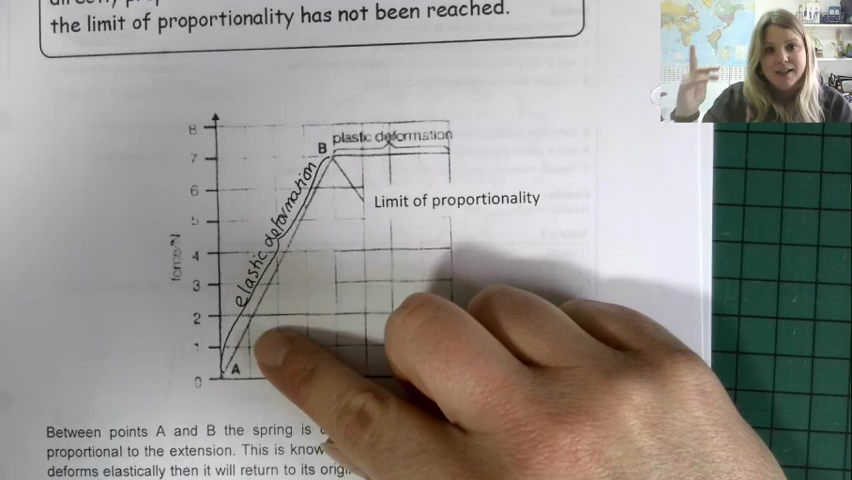 the limit of proportionality has not been reached.
8
plastic deformation
B
7
6
Limit of proportionality
5
elastic deformation
force/N
4
3
2
1
A
0
Between points A and B the spring is
proportional to the extension. This is know
deforms elastically then it will return to its